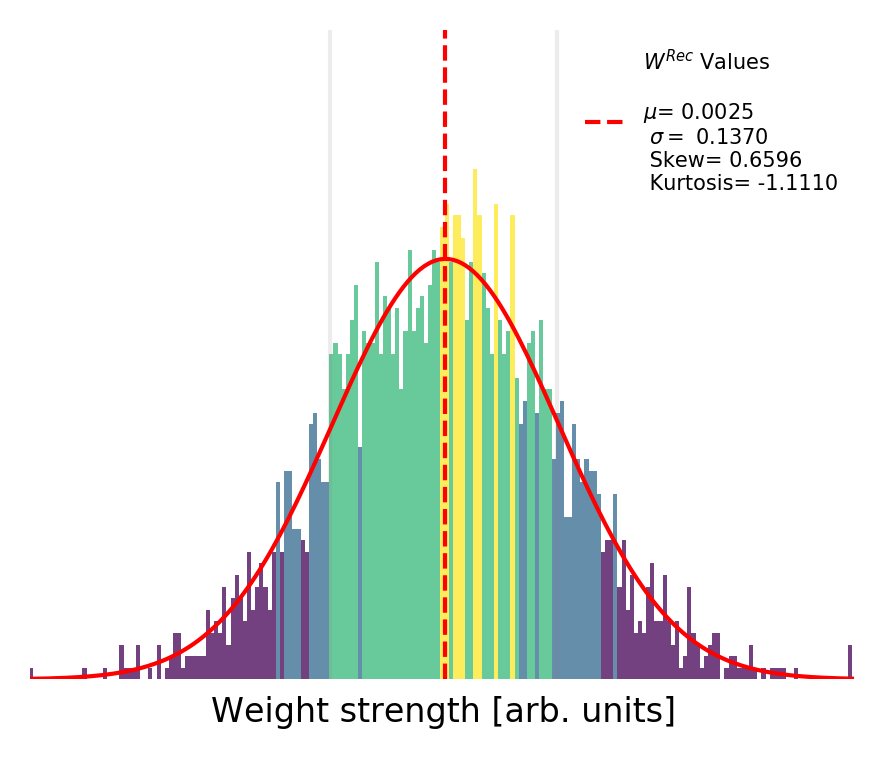 W^Rec Values
μ= 0.0025
σ = 0.1370
Skew= 0.6596
Kurtosis= -1.1110
Weight strength [arb. units]